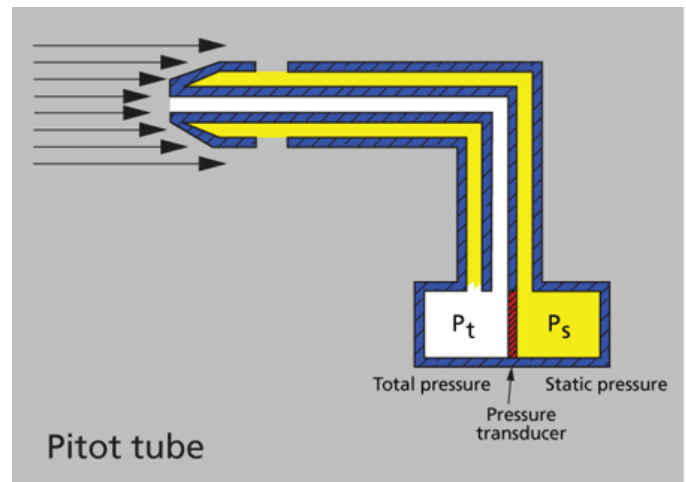 Pt
Ps
Total pressure
Static pressure
Pressure
transducer
Pitot tube